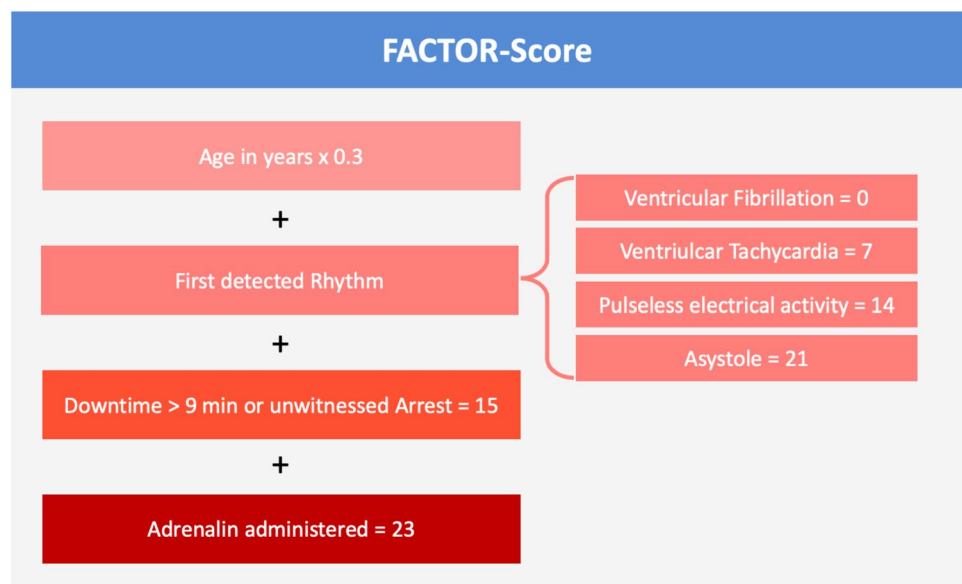 FACTOR-Score
Age in years x 0.3
+
First detected Rhythm
Ventricular Fibrillation = 0
Ventriulcar Tachycardia = 7
Pulseless electrical activity = 14
Asystole = 21
+
Downtime > 9 min or unwitnessed Arrest = 15
+
Adrenalin administered = 23